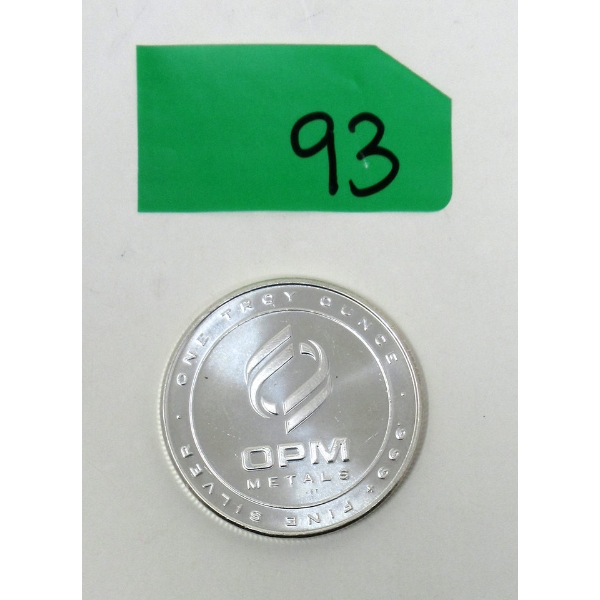 93
ONE TROY OUNCE
OPM
METALS
.999+ FINE SILVER